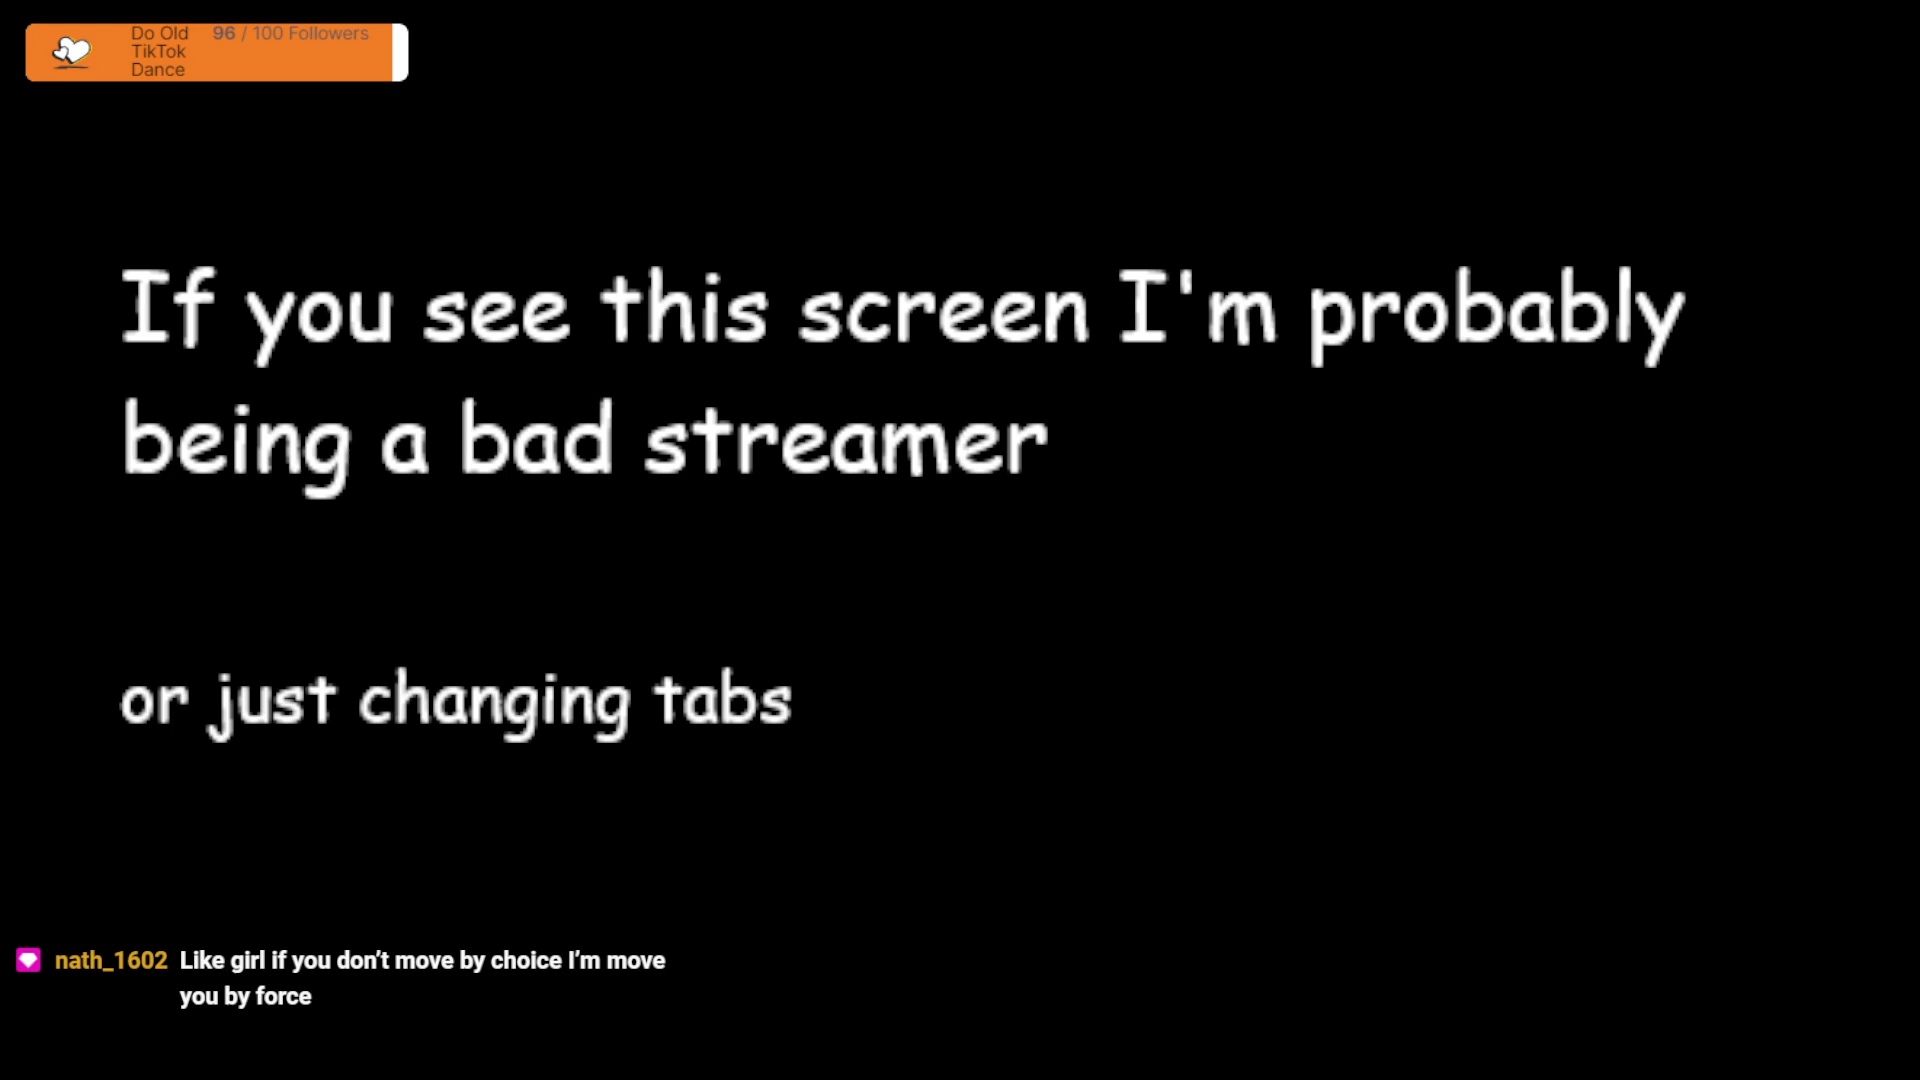 Do Old 96 / 100 Followers
TikTok
Dance
If you see this screen I'm probably
being a bad streamer
or just changing tabs
nath_1602 Like girl if you don’t move by choice I’m move
you by force